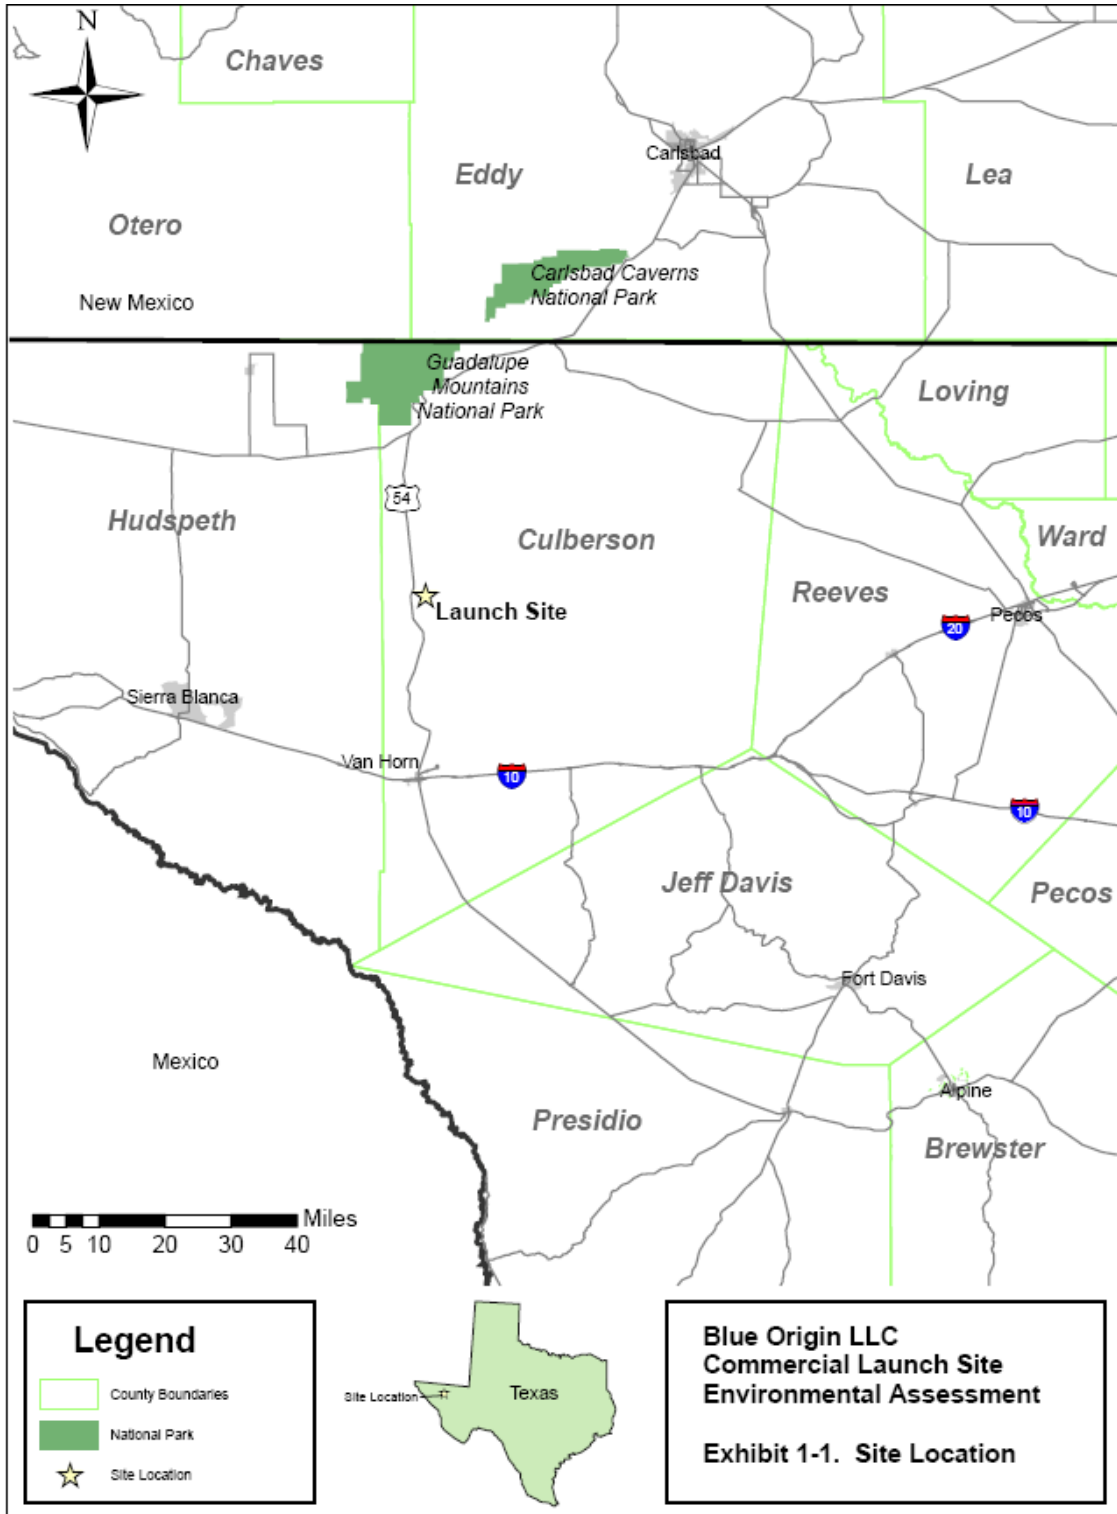 N
Chaves
Carlsbad
Eddy
Lea
Otero
Carlsbad Caverns
National Park
New Mexico
Guadalupe
Mountains
National Park
Loving
54
Hudspeth
Culberson
Ward
Reeves
Launch Site
Pecos
20
Sierra Blanca
Van Horn
10
10
Jeff Davis
Pecos
Fort Davis
Mexico
Alpine
Presidio
Brewster
Miles
0 5 10 20 30 40
Legend
County Boundaries
National Park
Site Location
Site Location
Texas
Blue Origin LLC
Commercial Launch Site
Environmental Assessment
Exhibit 1-1. Site Location